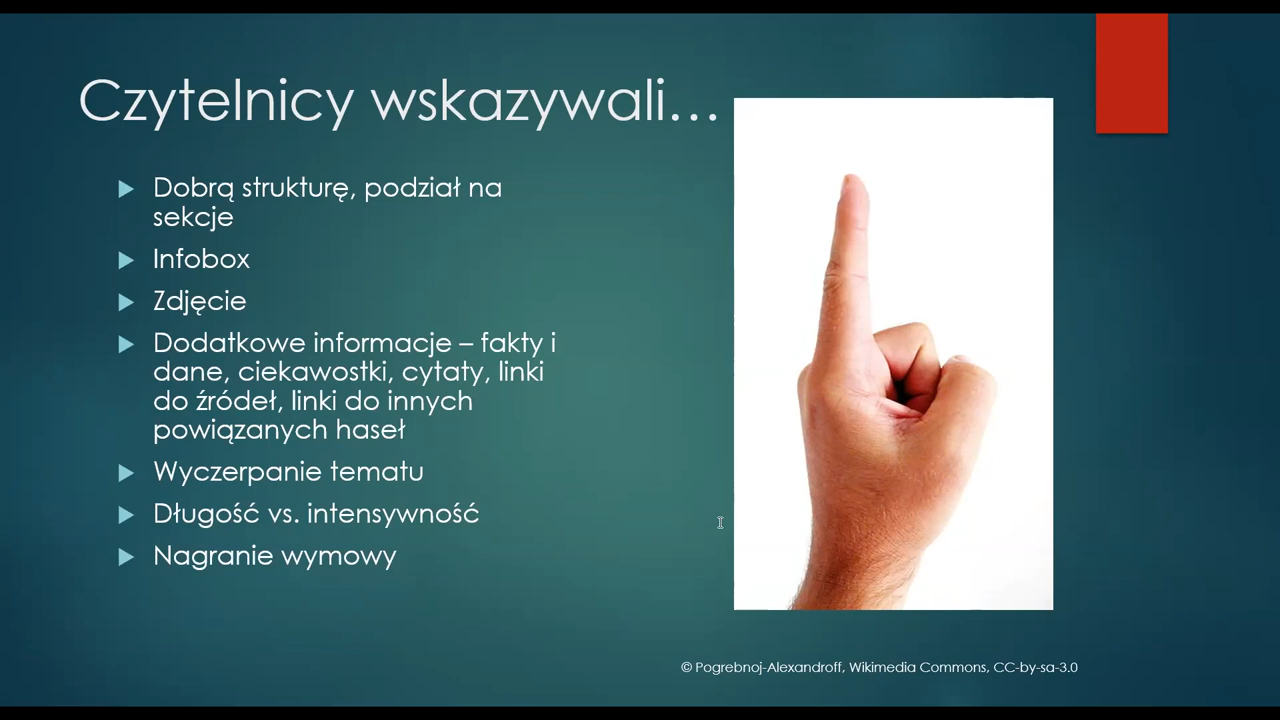 Czytelnicy wskazywali…
Dobrą strukturę, podział na
sekcje
Infobox
Zdjęcie
Dodatkowe informacje – fakty i
dane, ciekawostki, cytaty, linki
do źródeł, linki do innych
powiązanych haseł
Wyczerpanie tematu
Długość vs. intensywność
Nagranie wymowy
© Pogrebnoj-Alexandroff, Wikimedia Commons, CC-by-sa-3.0